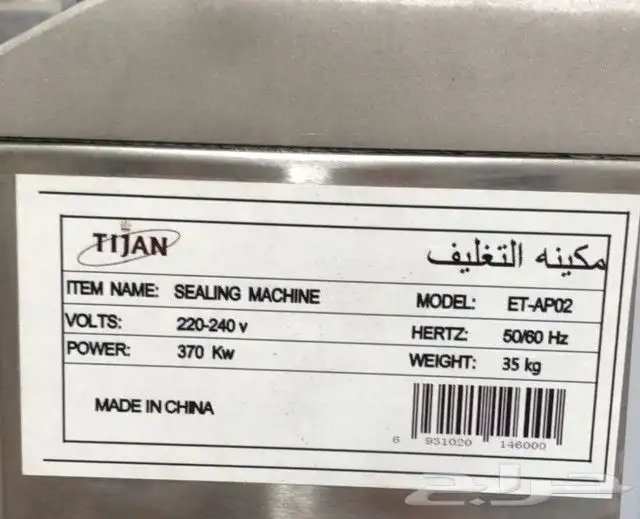 TIJAN
مكينه التغليف
ITEM NAME: SEALING MACHINE
MODEL: ET-AP02
VOLTS: 220-240 v
HERTZ: 50/60 Hz
POWER: 370 Kw
WEIGHT: 35 kg
MADE IN CHINA
6 931020 146000
حراج